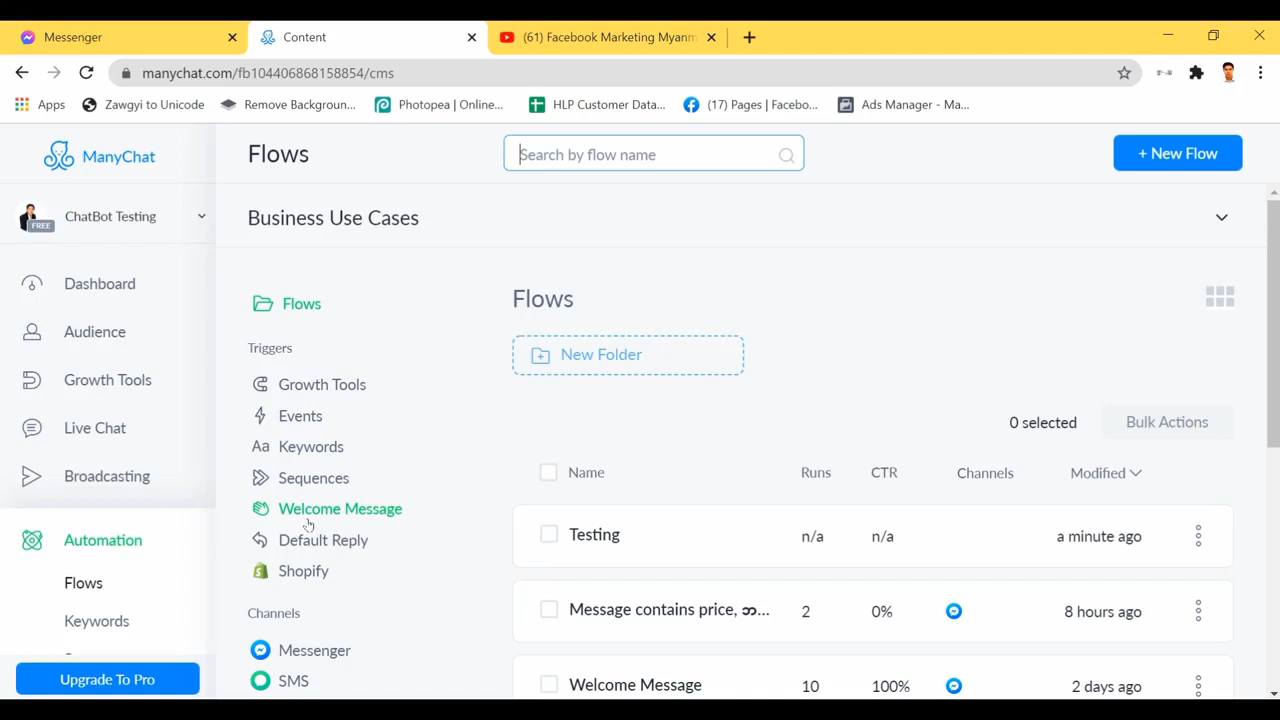 Messenger
Content
(61) Facebook Marketing Myanm
manychat.com/fb104406868158854/cms
Apps
Zawgyi to Unicode
Remove Backgroun...
Photopea | Online...
HLP Customer Data...
(17) Pages | Facebo...
Ads Manager - Ma...
ManyChat
Flows
Search by flow name
+ New Flow
FREE
ChatBot Testing
Business Use Cases
Dashboard
Audience
Growth Tools
Live Chat
Broadcasting
Automation
Flows
Keywords
Upgrade To Pro
Flows
Triggers
Growth Tools
Events
Aa Keywords
Sequences
Welcome Message
Default Reply
Shopify
Channels
Messenger
SMS
Flows
New Folder
0 selected
Bulk Actions
Name Runs CTR Channels Modified
Testing n/a n/a a minute ago
Message contains price, ဘ... 2 0% 8 hours ago
Welcome Message 10 100% 2 days ago